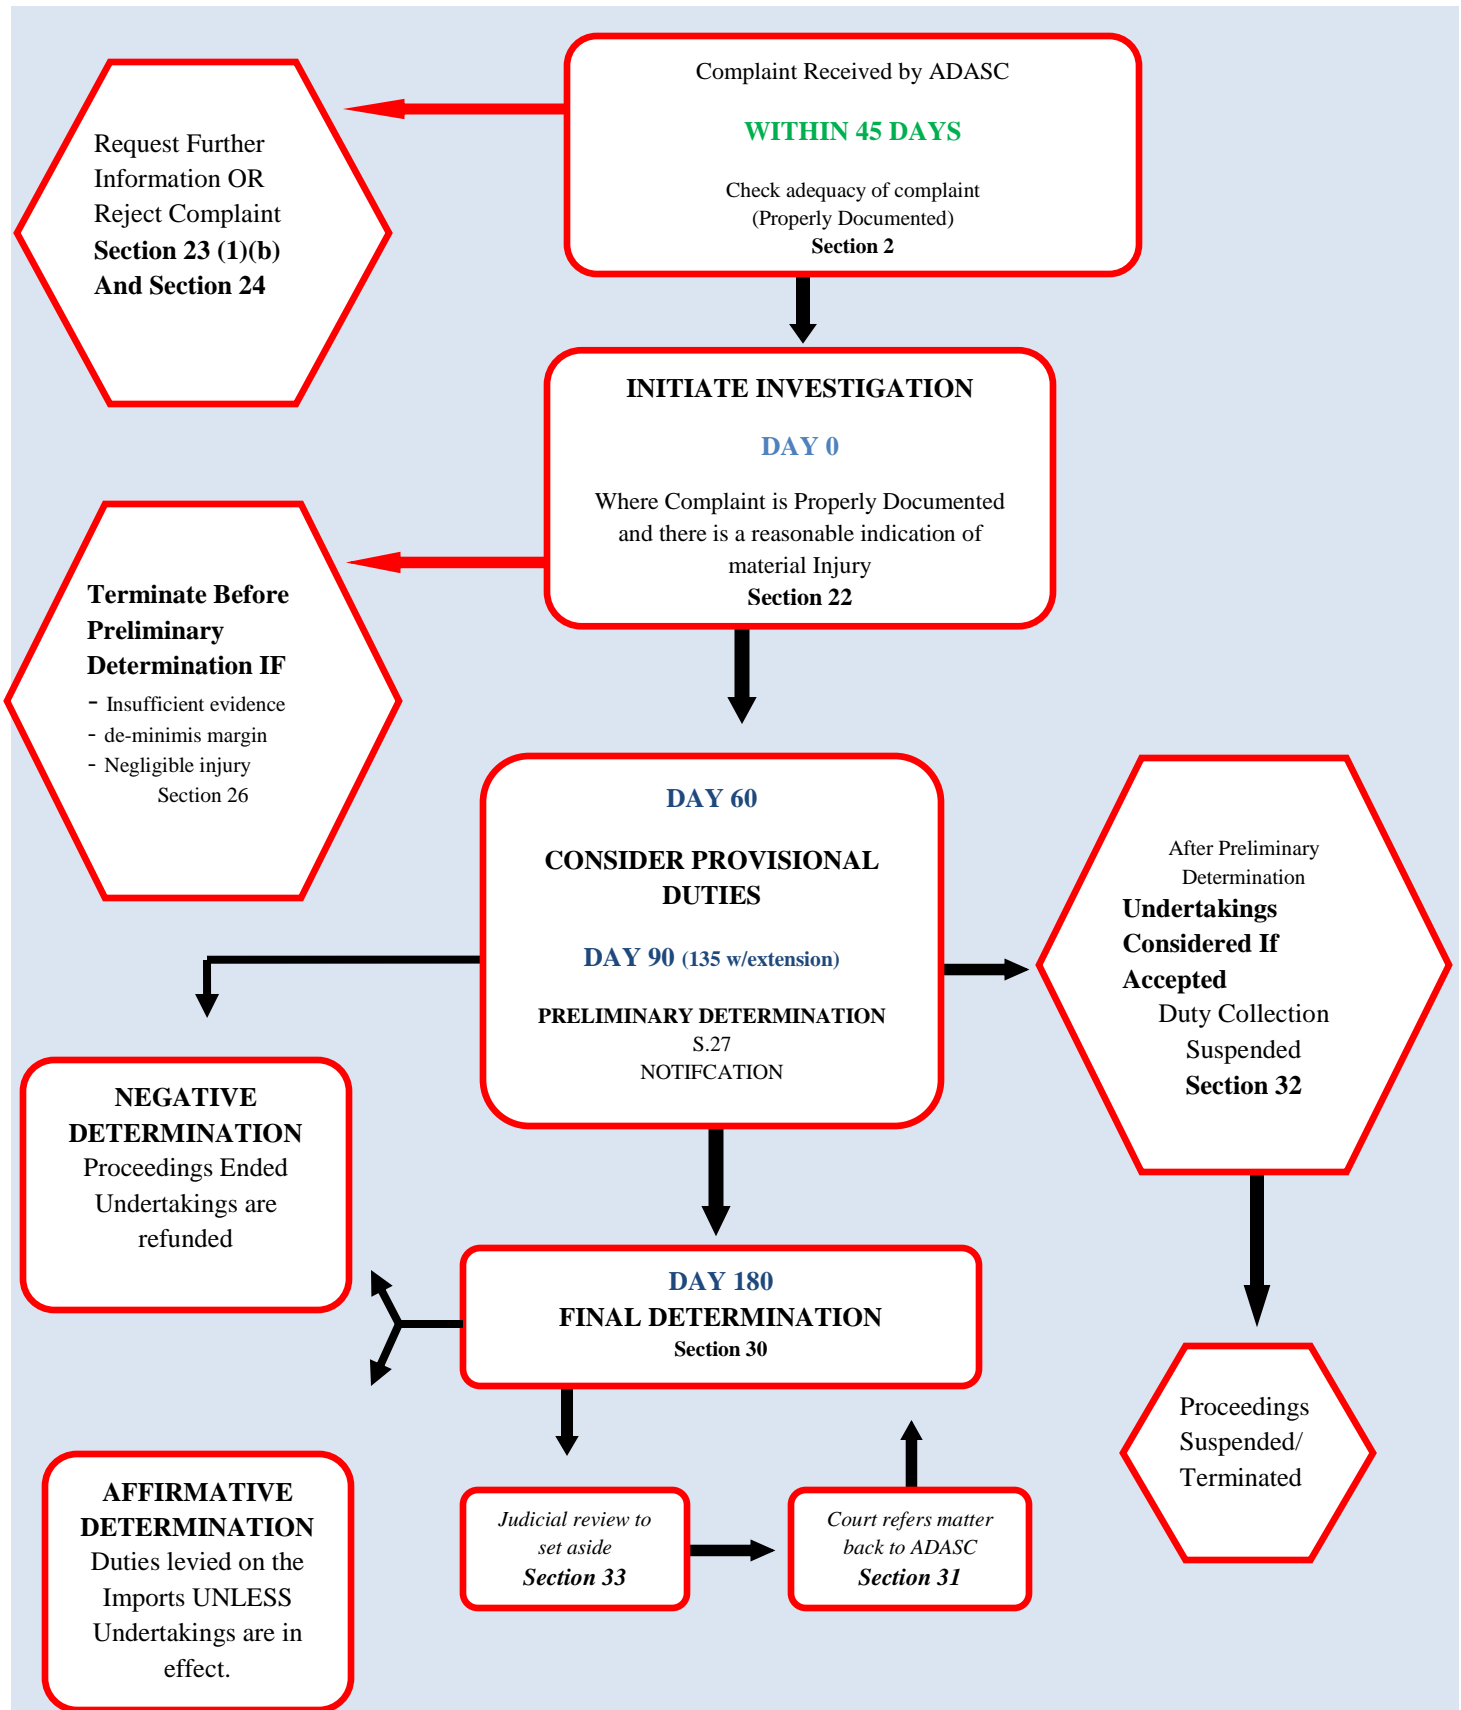 Complaint Received by ADASC
WITHIN 45 DAYS
Check adequacy of complaint
(Properly Documented)
Section 2
Request Further
Information OR
Reject Complaint
Section 23 (1)(b)
And Section 24
INITIATE INVESTIGATION
DAY 0
Where Complaint is Properly Documented
and there is a reasonable indication of
material Injury
Section 22
Terminate Before
Preliminary
Determination IF
- Insufficient evidence
- de-minimis margin
- Negligible injury
Section 26
DAY 60
CONSIDER PROVISIONAL
DUTIES
DAY 90 (135 w/extension)
PRELIMINARY DETERMINATION
S.27
NOTIFCATION
After Preliminary
Determination
Undertakings
Considered If
Accepted
Duty Collection
Suspended
Section 32
NEGATIVE
DETERMINATION
Proceedings Ended
Undertakings are
refunded
DAY 180
FINAL DETERMINATION
Section 30
Proceedings
Suspended/
Terminated
AFFIRMATIVE
DETERMINATION
Duties levied on the
Imports UNLESS
Undertakings are in
effect.
Judicial review to
set aside
Section 33
Court refers matter
back to ADASC
Section 31